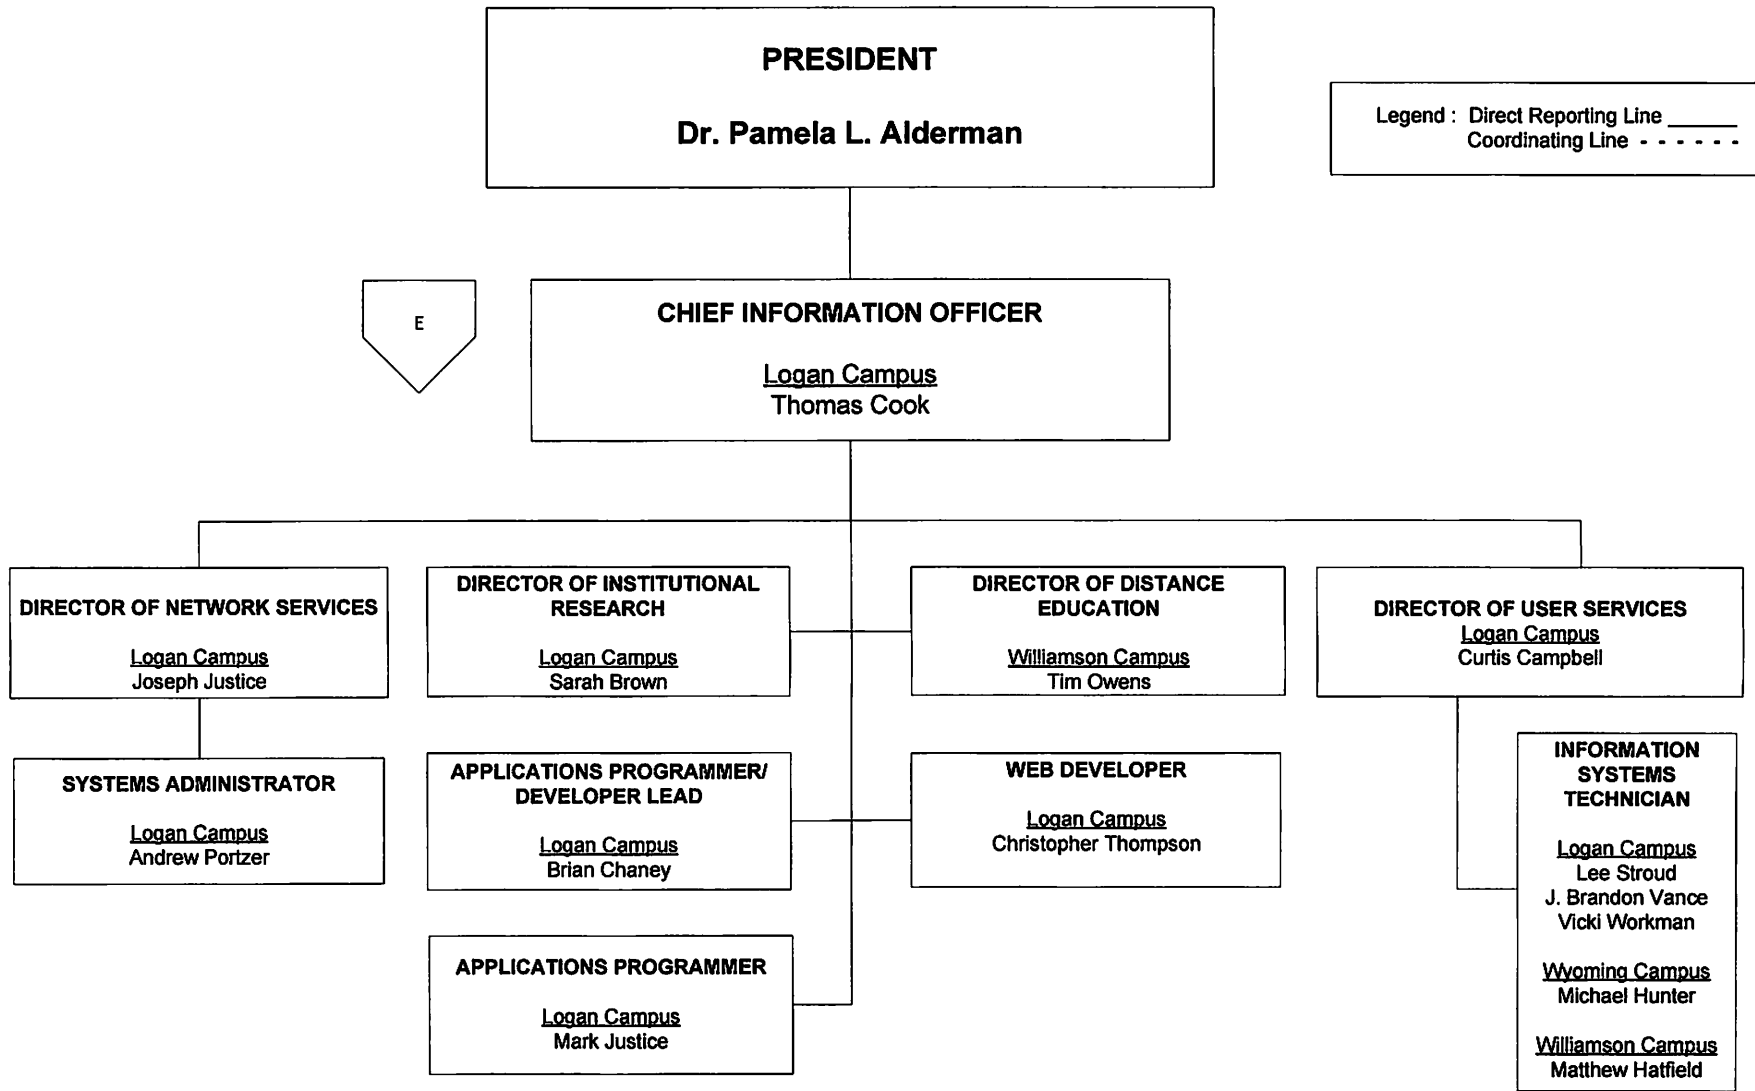 PRESIDENT
Dr. Pamela L. Alderman
Legend : Direct Reporting Line ______
Coordinating Line - - - - - -
E
CHIEF INFORMATION OFFICER
Logan Campus
Thomas Cook
DIRECTOR OF NETWORK SERVICES
Logan Campus
Joseph Justice
DIRECTOR OF INSTITUTIONAL
RESEARCH
Logan Campus
Sarah Brown
DIRECTOR OF DISTANCE
EDUCATION
Williamson Campus
Tim Owens
DIRECTOR OF USER SERVICES
Logan Campus
Curtis Campbell
SYSTEMS ADMINISTRATOR
Logan Campus
Andrew Portzer
APPLICATIONS PROGRAMMER/
DEVELOPER LEAD
Logan Campus
Brian Chaney
WEB DEVELOPER
Logan Campus
Christopher Thompson
INFORMATION
SYSTEMS
TECHNICIAN
Logan Campus
Lee Stroud
J. Brandon Vance
Vicki Workman
Wyoming Campus
Michael Hunter
Williamson Campus
Matthew Hatfield
APPLICATIONS PROGRAMMER
Logan Campus
Mark Justice